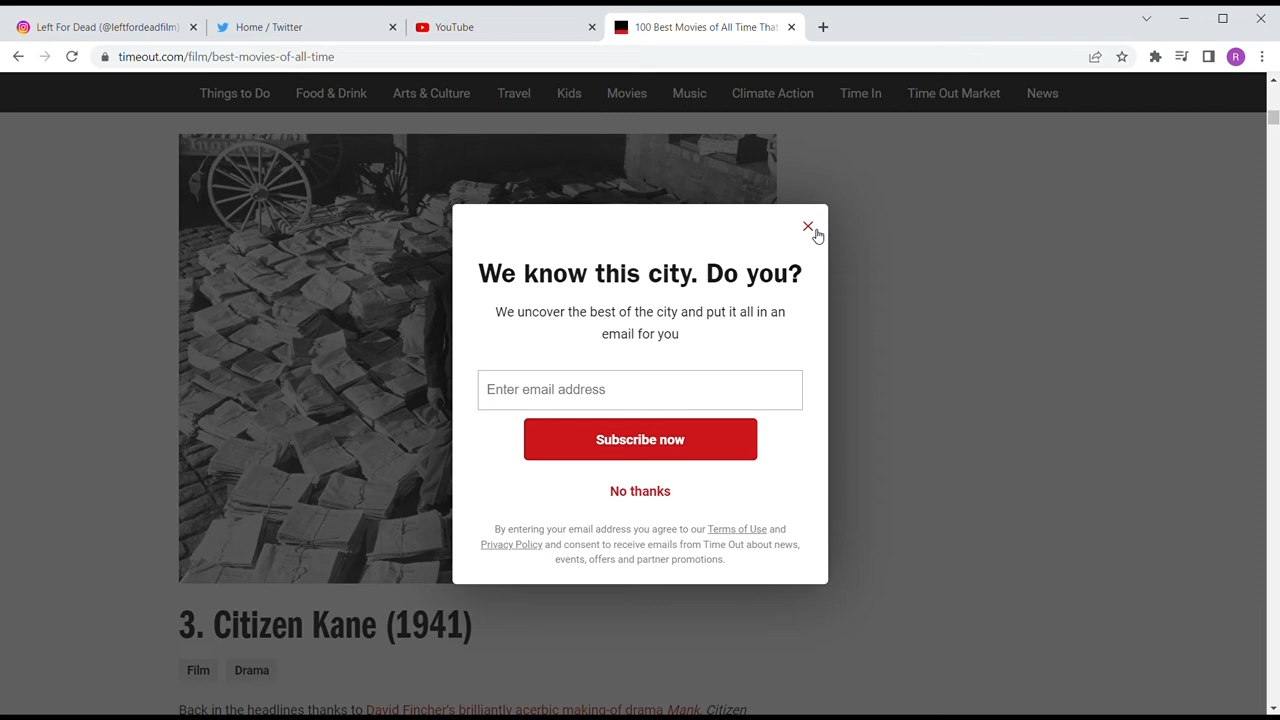 Left For Dead (@leftfordeadfilm)
Home / Twitter
YouTube
100 Best Movies of All Time That
timeout.com/film/best-movies-of-all-time
R
Things to Do Food & Drink Arts & Culture Travel Kids Movies Music Climate Action Time In Time Out Market News
We know this city. Do you?
We uncover the best of the city and put it all in an
email for you
Enter email address
Subscribe now
No thanks
By entering your email address you agree to our Terms of Use and
Privacy Policy and consent to receive emails from Time Out about news,
events, offers and partner promotions.
3. Citizen Kane (1941)
Film Drama
Back in the headlines thanks to David Fincher's brilliantly acerbic making-of drama Mank, Citizen